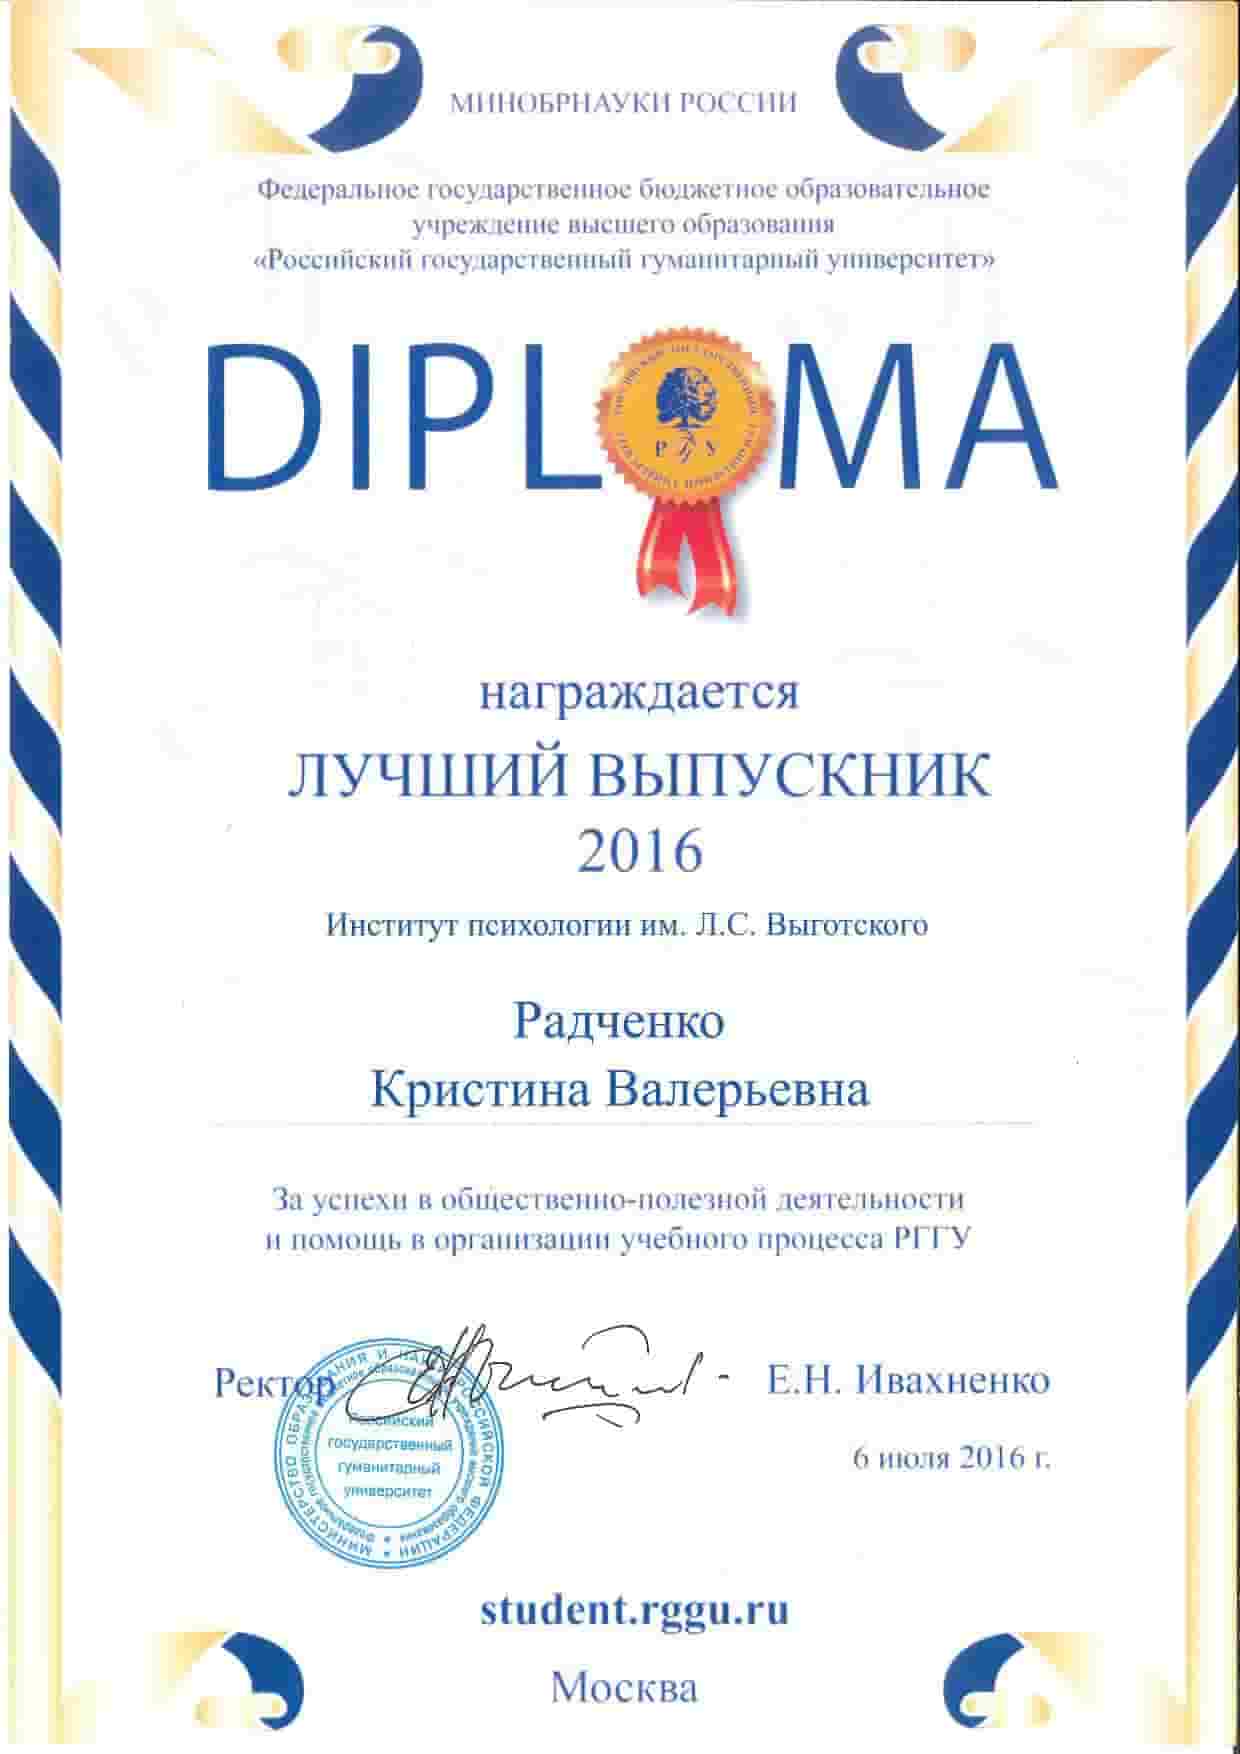 МИНОБРНАУКИ РОССИИ
Федеральное государственное бюджетное образовательное
учреждение высшего образования
«Российский государственный гуманитарный университет»
DIPLOMA
РГГУ
награждается
ЛУЧШИЙ ВЫПУСКНИК
2016
Институт психологии им. Л.С. Выготского
Радченко
Кристина Валерьевна
За успехи в общественно-полезной деятельности
и помощь в организации учебного процесса РГГУ
Ректор
Е.Н. Ивахненко
МИНИСТЕРСТВО ОБРАЗОВАНИЯ И НАУКИ РОССИЙСКОЙ ФЕДЕРАЦИИ
Российский
государственный
гуманитарный
университет
6 июля 2016 г.
student.rggu.ru
Москва